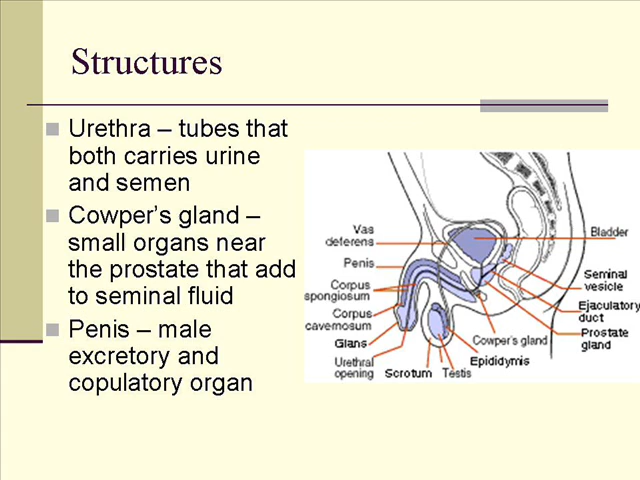 Structures
Urethra – tubes that
both carries urine
and semen
Cowper's gland –
small organs near
the prostate that add
to seminal fluid
Penis – male
excretory and
copulatory organ
Vas
deferens
Penis
Corpus
spongiosum
Corpus
cavernosum
Glans
Urethral
opening
Scrotum
Testis
Epididymis
Cowper's gland
Prostate
gland
Ejaculatory
duct
Seminal
vesicle
Bladder